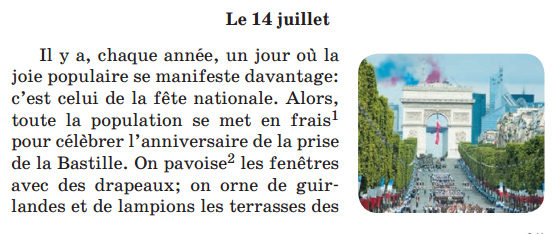 Le 14 juillet
Il y a, chaque année, un jour où la
joie populaire se manifeste davantage:
c’est celui de la fête nationale. Alors,
toute la population se met en frais¹
pour célèbrer l’anniversaire de la prise
de la Bastille. On pavoise² les fenêtres
avec des drapeaux; on orne de guir-
landes et de lampions les terrasses des